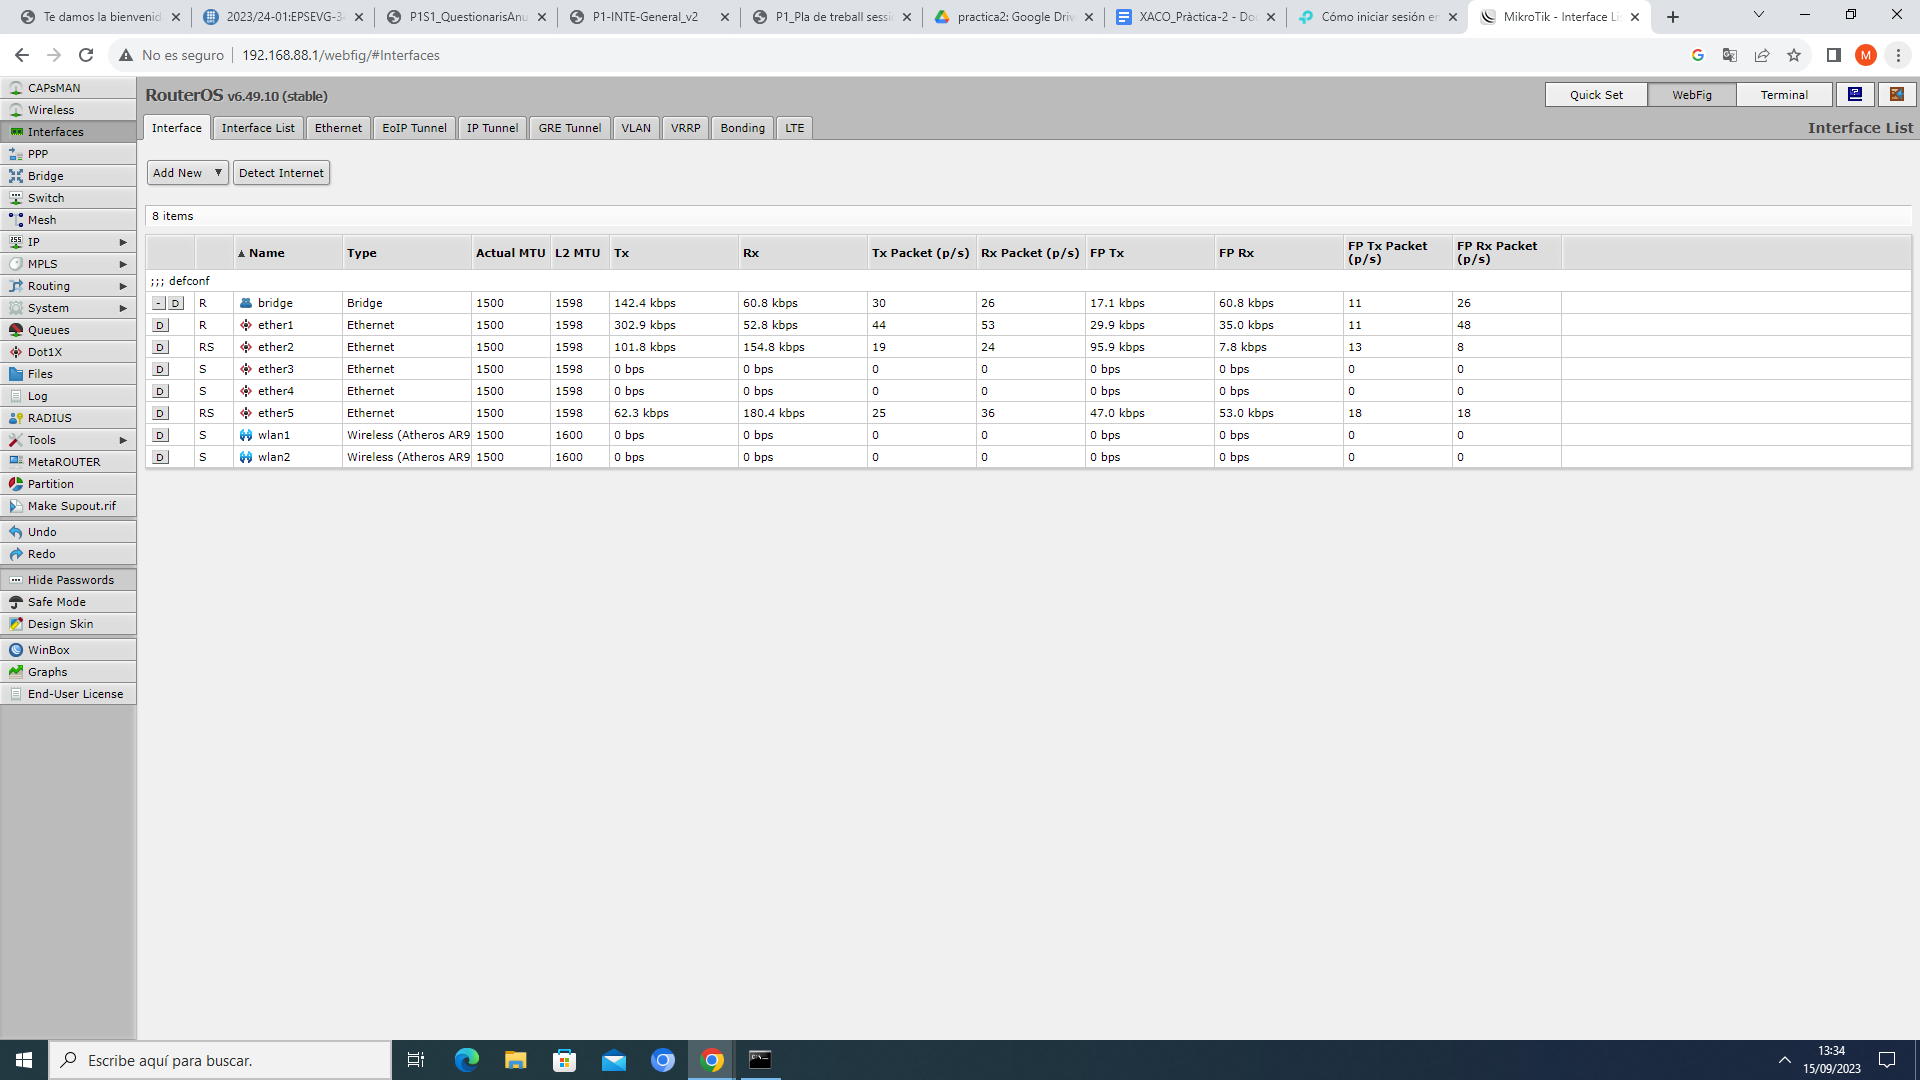 Te damos la bienvenid
2023/24-01:EPSEVG-3
P1S1_QuestionarisAnu
P1-INTE-General_v2
P1_Pla de treball sessi
practica2: Google Driv
XACO_Pràctica-2 - Do
Cómo iniciar sesión en
MikroTik - Interface Li
No es seguro 192.168.88.1/webfig/#Interfaces M
CAPsMAN
Wireless
Interfaces
PPP
Bridge
Switch
Mesh
IP
MPLS
Routing
System
Queues
Dot1X
Files
Log
RADIUS
Tools
MetaROUTER
Partition
Make Supout.rif
Undo
Redo
Hide Passwords
Safe Mode
Design Skin
WinBox
Graphs
End-User License
RouterOS v6.49.10 (stable)
Quick Set WebFig Terminal
Interface Interface List Ethernet EoIP Tunnel IP Tunnel GRE Tunnel VLAN VRRP Bonding LTE
Interface List
Add New ▼ Detect Internet
8 items
▲ Name Type Actual MTU L2 MTU Tx Rx Tx Packet (p/s) Rx Packet (p/s) FP Tx FP Rx FP Tx Packet (p/s) FP Rx Packet (p/s)
;;; defconf
- D R bridge Bridge 1500 1598 142.4 kbps 60.8 kbps 30 26 17.1 kbps 60.8 kbps 11 26
D R ether1 Ethernet 1500 1598 302.9 kbps 52.8 kbps 44 53 29.9 kbps 35.0 kbps 11 48
D RS ether2 Ethernet 1500 1598 101.8 kbps 154.8 kbps 19 24 95.9 kbps 7.8 kbps 13 8
D S ether3 Ethernet 1500 1598 0 bps 0 bps 0 0 0 bps 0 bps 0 0
D S ether4 Ethernet 1500 1598 0 bps 0 bps 0 0 0 bps 0 bps 0 0
D RS ether5 Ethernet 1500 1598 62.3 kbps 180.4 kbps 25 36 47.0 kbps 53.0 kbps 18 18
D S wlan1 Wireless (Atheros AR9 1500 1600 0 bps 0 bps 0 0 0 bps 0 bps 0 0
D S wlan2 Wireless (Atheros AR9 1500 1600 0 bps 0 bps 0 0 0 bps 0 bps 0 0
Escribe aquí para buscar.
13:34
15/09/2023